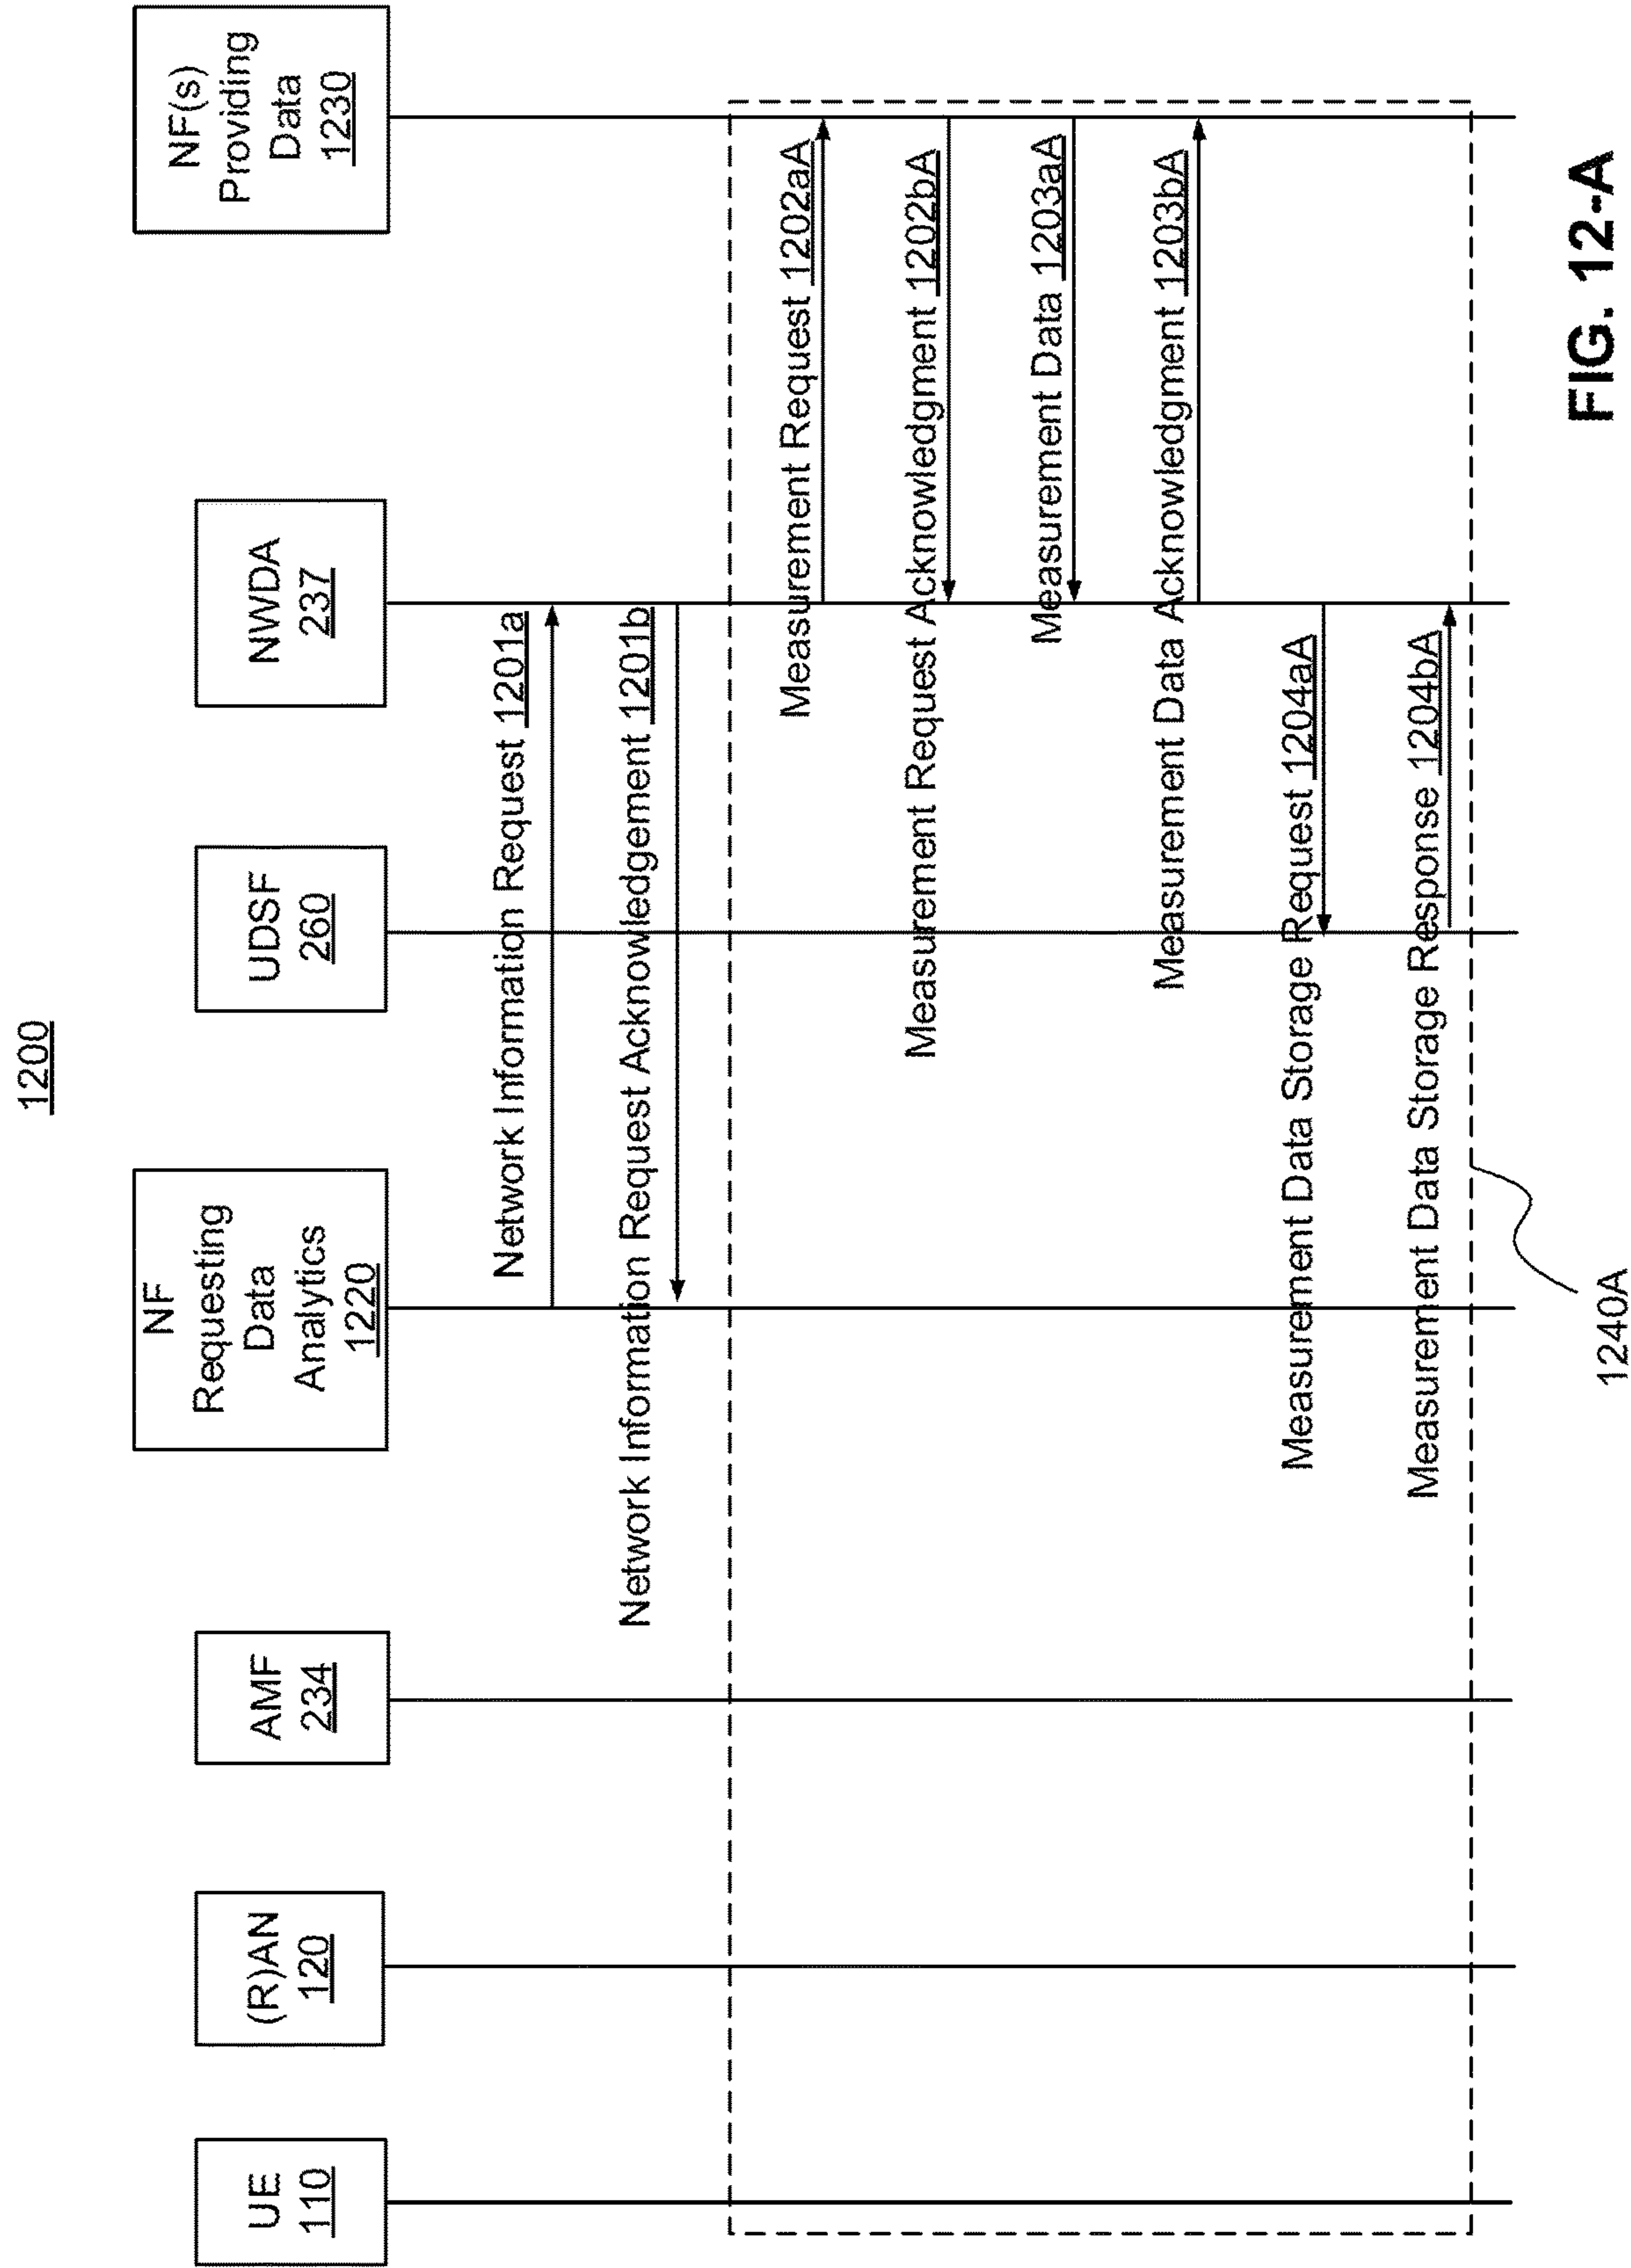 1200
UE
110
(R)AN
120
AMF
234
NF
Requesting
Data
Analytics
1220
UDSF
260
NWDA
237
NF(s)
Providing
Data
1230
Network Information Request 1201a
Network Information Request Acknowledgement 1201b
Measurement Request 1202aA
Measurement Request Acknowledgment 1202bA
Measurement Data 1203aA
Measurement Data Acknowledgment 1203bA
Measurement Data Storage Request 1204aA
Measurement Data Storage Response 1204bA
1240A
FIG. 12-A